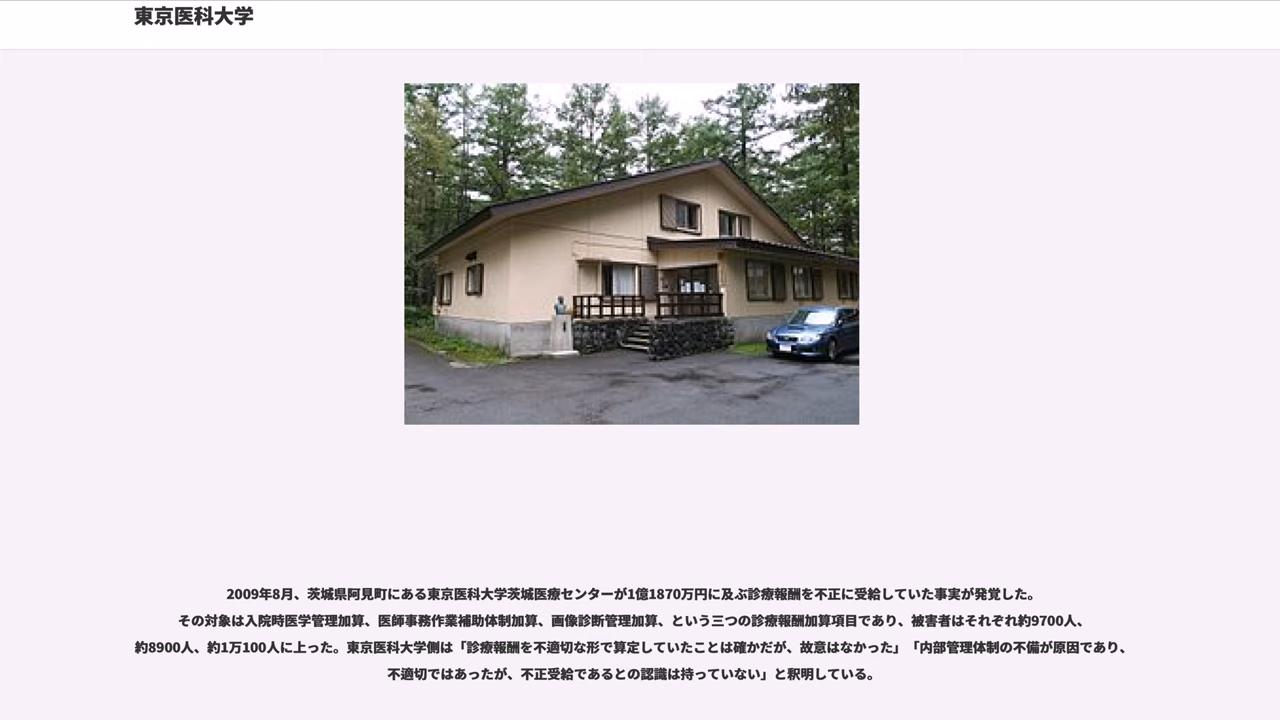 東京医科大学
2009年8月、茨城県阿見町にある東京医科大学茨城医療センターが1億1870万円に及ぶ診療報酬を不正に受給していた事実が発覚した。
その対象は入院時医学管理加算、医師事務作業補助体制加算、画像診断管理加算、という三つの診療報酬加算項目であり、被害者はそれぞれ約9700人、
約8900人、約1万100人に上った。東京医科大学側は「診療報酬を不適切な形で算定していたことは確かだが、故意はなかった」「内部管理体制の不備が原因であり、
不適切ではあったが、不正受給であるとの認識は持っていない」と釈明している。